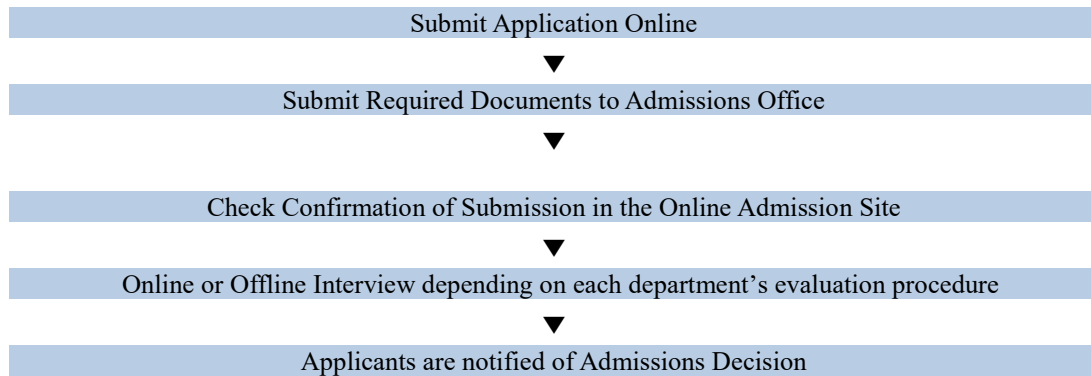 Submit Application Online
Submit Required Documents to Admissions Office
Check Confirmation of Submission in the Online Admission Site
Online or Offline Interview depending on each department's evaluation procedure
Applicants are notified of Admissions Decision